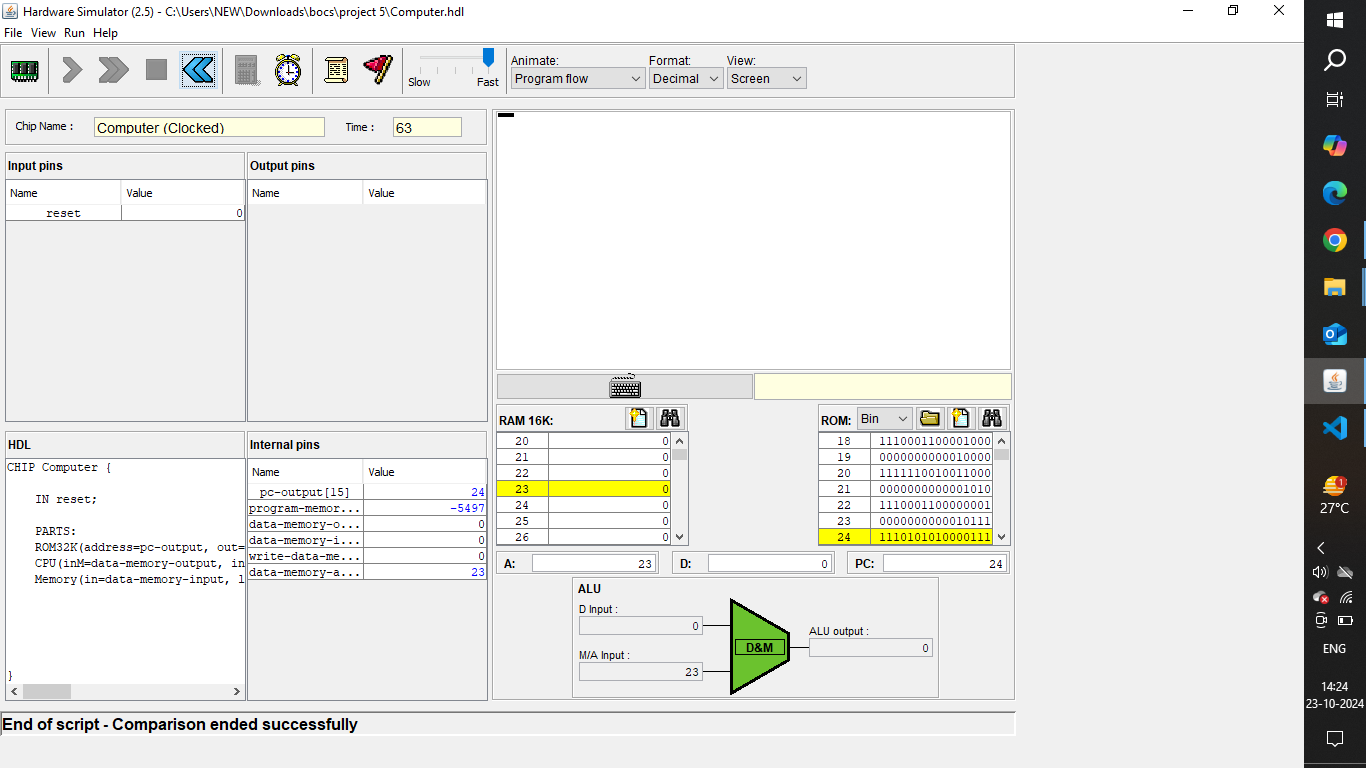 Hardware Simulator (2.5) - C:\Users\NEW\Downloads\bocs\project 5\Computer.hdl
File View Run Help
Slow Fast
Animate: Format: View:
Program flow Decimal Screen
Chip Name : Computer (Clocked) Time : 63
Input pins
Name Value
reset 0
Output pins
Name Value
HDL
CHIP Computer {
IN reset;
PARTS:
ROM32K(address=pc-output, out=
CPU(inM=data-memory-output, in
Memory(in=data-memory-input, l
}
Internal pins
Name Value
pc-output[15] 24
program-memor... -5497
data-memory-o... 0
data-memory-i... 0
write-data-me... 0
data-memory-a... 23
RAM 16K:
20 0
21 0
22 0
23 0
24 0
25 0
26 0
ROM: Bin
18 1110001100001000
19 0000000000010000
20 1111110010011000
21 0000000000001010
22 1110001100000001
23 0000000000010111
24 1110101010000111
A: 23 D: 0 PC: 24
ALU
D Input :
0
M/A Input :
23
D&M
ALU output :
0
End of script - Comparison ended successfully
1
27°C
ENG
14:24
23-10-2024